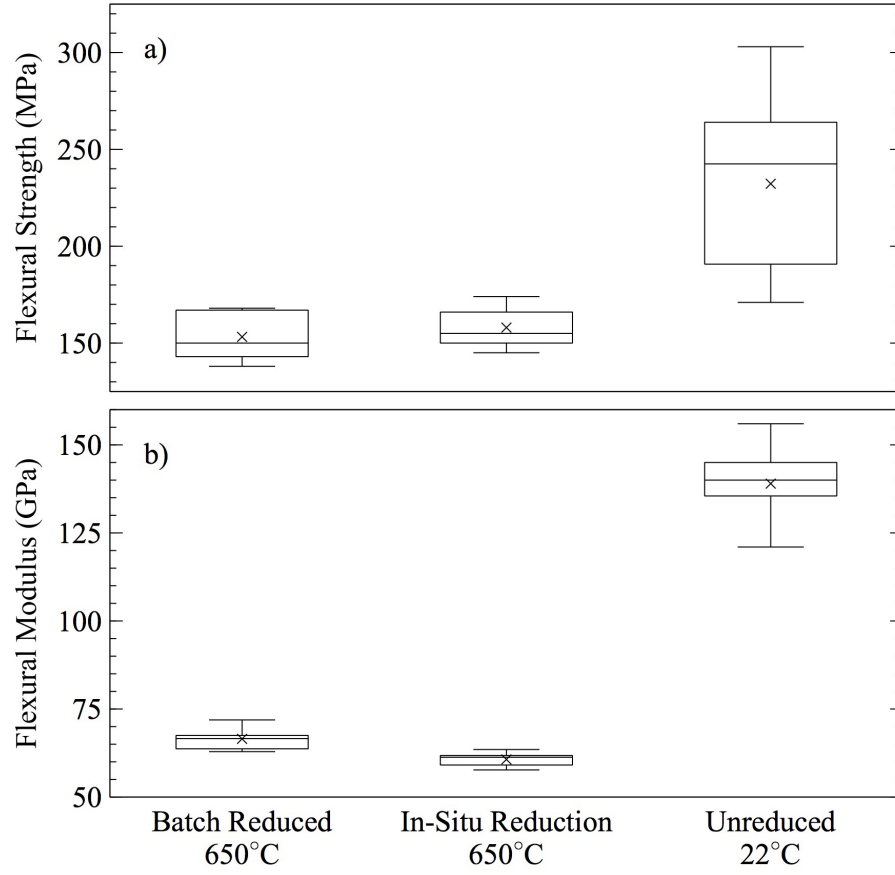 a)
Flexural Strength (MPa)
300
250
200
150
b)
Flexural Modulus (GPa)
150
125
100
75
50
Batch Reduced
650°C
In-Situ Reduction
650°C
Unreduced
22°C